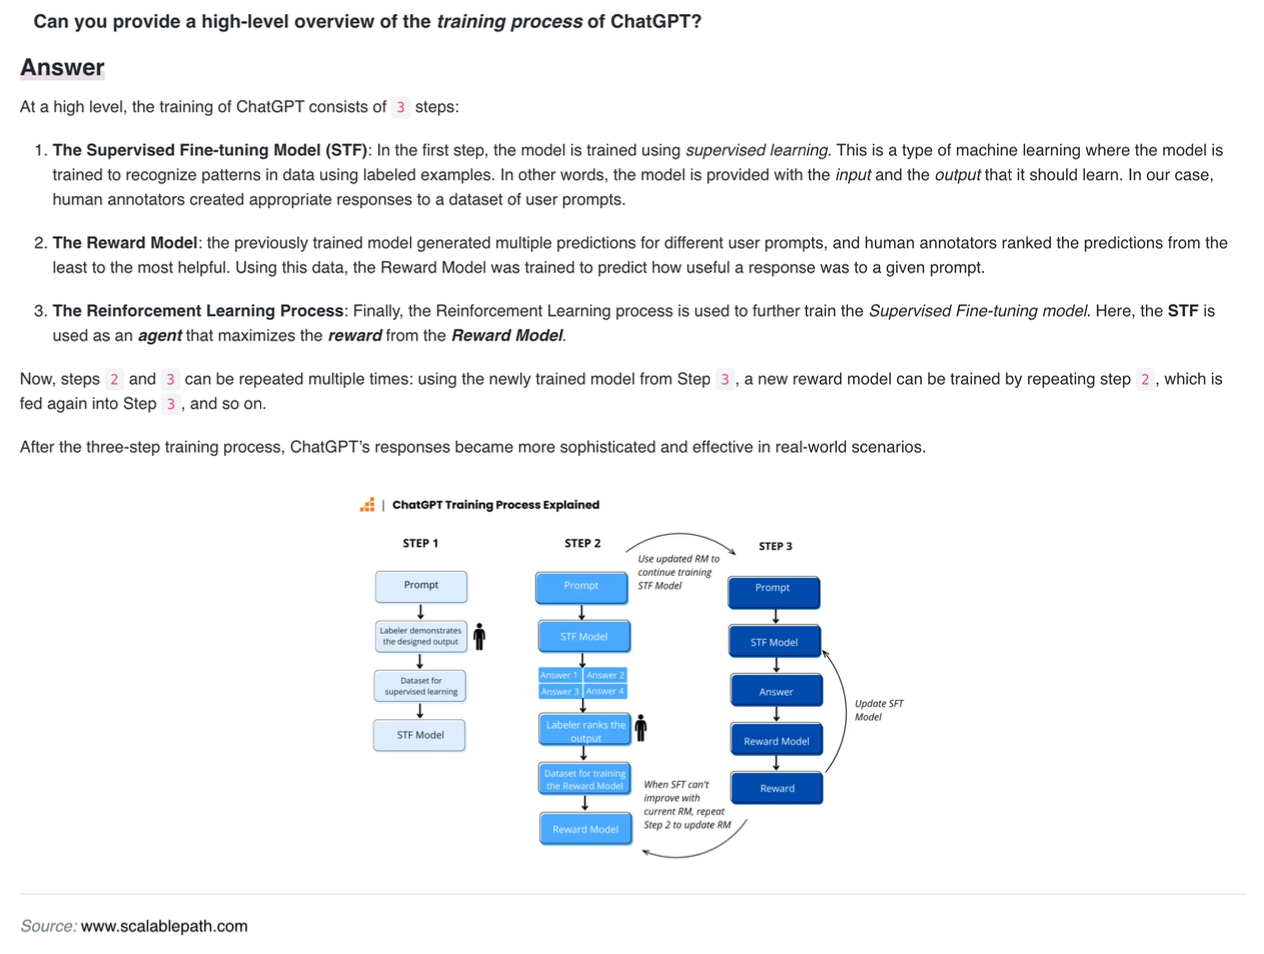 Can you provide a high-level overview of the training process of ChatGPT?
Answer
At a high level, the training of ChatGPT consists of 3 steps:
1. The Supervised Fine-tuning Model (STF): In the first step, the model is trained using supervised learning. This is a type of machine learning where the model is
trained to recognize patterns in data using labeled examples. In other words, the model is provided with the input and the output that it should learn. In our case,
human annotators created appropriate responses to a dataset of user prompts.
2. The Reward Model: the previously trained model generated multiple predictions for different user prompts, and human annotators ranked the predictions from the
least to the most helpful. Using this data, the Reward Model was trained to predict how useful a response was to a given prompt.
3. The Reinforcement Learning Process: Finally, the Reinforcement Learning process is used to further train the Supervised Fine-tuning model. Here, the STF is
used as an agent that maximizes the reward from the Reward Model.
Now, steps 2 and 3 can be repeated multiple times: using the newly trained model from Step 3, a new reward model can be trained by repeating step 2, which is
fed again into Step 3, and so on.
After the three-step training process, ChatGPT's responses became more sophisticated and effective in real-world scenarios.
| ChatGPT Training Process Explained
STEP 1
Prompt
Labeler demonstrates
the designed output
Dataset for
supervised learning
STF Model
STEP 2
Prompt
STF Model
Answer 1 Answer 2
Answer 3 Answer 4
Labeler ranks the
output
Dataset for training
the Reward Model
Reward Model
Use updated RM to
continue training
STF Model
When SFT can't
improve with
current RM, repeat
Step 2 to update RM
STEP 3
Prompt
STF Model
Answer
Reward Model
Reward
Update SFT
Model
Source: www.scalablepath.com